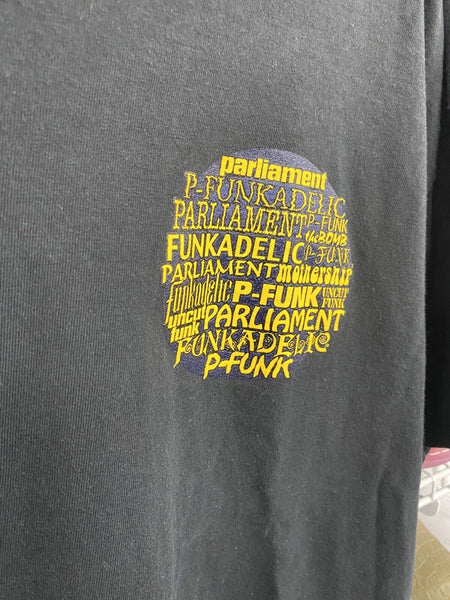 parliament
P-FUNKADELIC
PARLIAMENT P-FUNK
the BOMB
FUNKADELIC P-FUNK
PARLIAMENT mothership
funkadelic P-FUNK UNCUT FUNK
uncut funk PARLIAMENT
FUNKADELIC
P-FUNK